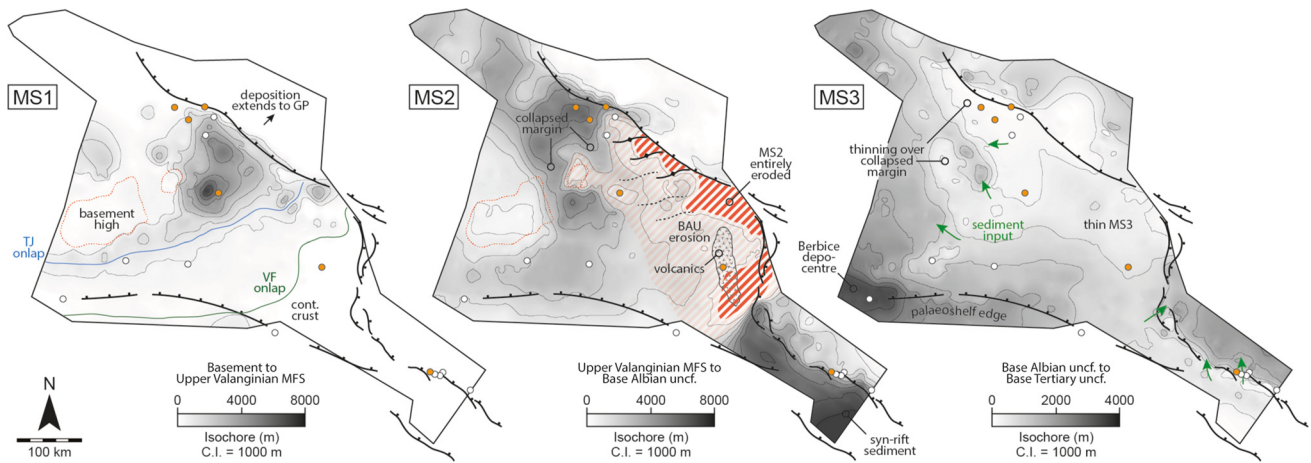 MS1
deposition
extends to GP
basement
high
TJ
onlap
VF
onlap
cont.
crust
N
100 km
Basement to
Upper Valanginian MFS
0
4000
8000
Isochore (m)
C.I. = 1000 m
MS2
collapsed
margin
MS2
entirely
eroded
BAU
erosion
volcanics
syn-rift
sediment
Upper Valanginian MFS to
Base Albian uncf.
0
4000
8000
Isochore (m)
C.I. = 1000 m
MS3
thinning over
collapsed
margin
sediment
input
thin MS3
Berbice
depo-
centre
palaeoshelf edge
Base Albian uncf. to
Base Tertiary uncf.
0
2000
4000
Isochore (m)
C.I. = 1000 m